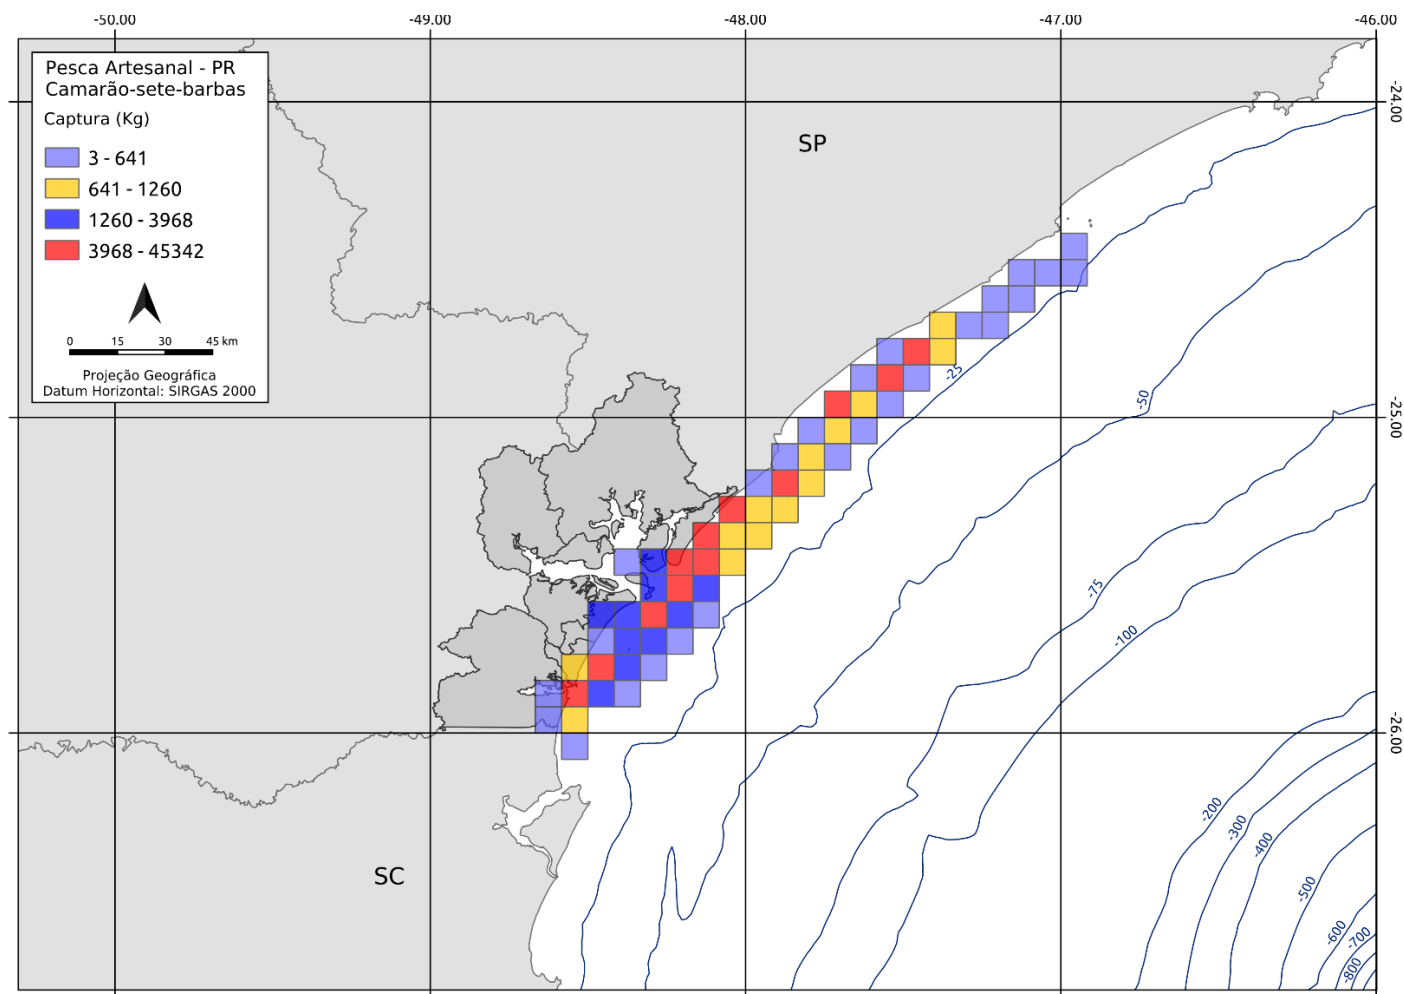 -50.00 -49.00 -48.00 -47.00 -46.00
Pesca Artesanal - PR
Camarão-sete-barbas
Captura (Kg)
3 - 641
641 - 1260
1260 - 3968
3968 - 45342
0 15 30 45 km
Projeção Geográfica
Datum Horizontal: SIRGAS 2000
SP
SC
-24.00
-25.00
-26.00
-25
-50
-75
-100
-200
-300
-400
-500
-600
-700
-800